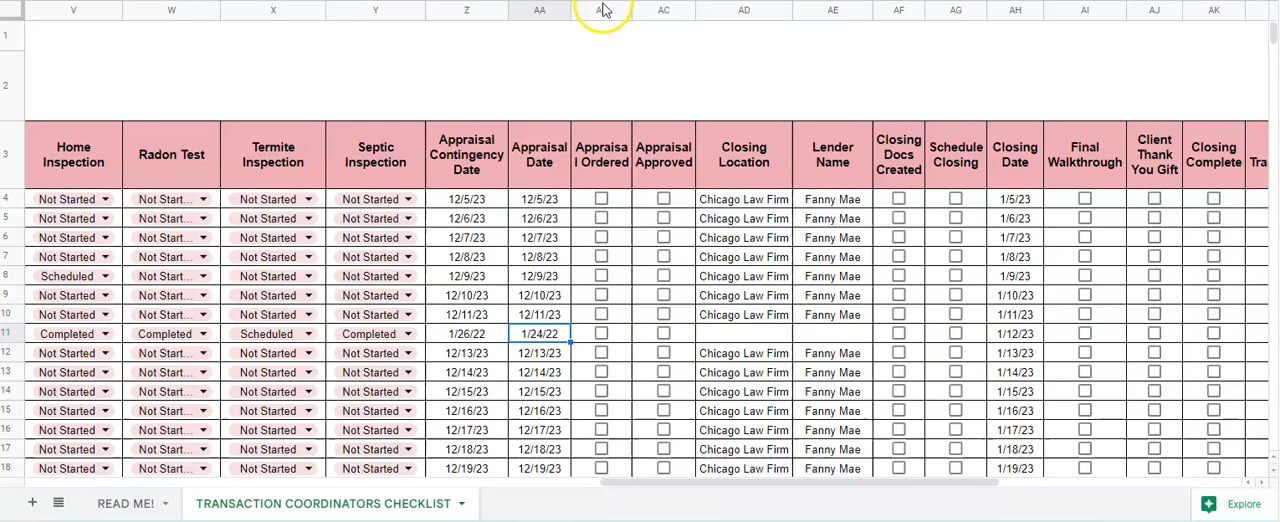 V W X Y Z AA AC AD AE AF AG AH AI AJ AK
1
2
3 Home Inspection Radon Test Termite Inspection Septic Inspection Appraisal Contingency Date Appraisal Date Appraisal Ordered Appraisal Approved Closing Location Lender Name Closing Docs Created Schedule Closing Closing Date Final Walkthrough Client Thank You Gift Closing Complete Tra
4 Not Started Not Start... Not Started Not Started 12/5/23 12/5/23 Chicago Law Firm Fanny Mae 1/5/23
5 Not Started Not Start... Not Started Not Started 12/6/23 12/6/23 Chicago Law Firm Fanny Mae 1/6/23
6 Not Started Not Start... Not Started Not Started 12/7/23 12/7/23 Chicago Law Firm Fanny Mae 1/7/23
7 Not Started Not Start... Not Started Not Started 12/8/23 12/8/23 Chicago Law Firm Fanny Mae 1/8/23
8 Scheduled Not Start... Not Started Not Started 12/9/23 12/9/23 Chicago Law Firm Fanny Mae 1/9/23
9 Not Started Not Start... Not Started Not Started 12/10/23 12/10/23 Chicago Law Firm Fanny Mae 1/10/23
10 Not Started Not Start... Not Started Not Started 12/11/23 12/11/23 Chicago Law Firm Fanny Mae 1/11/23
11 Completed Completed Scheduled Completed 1/26/22 1/24/22 1/12/23
12 Not Started Not Start... Not Started Not Started 12/13/23 12/13/23 Chicago Law Firm Fanny Mae 1/13/23
13 Not Started Not Start... Not Started Not Started 12/14/23 12/14/23 Chicago Law Firm Fanny Mae 1/14/23
14 Not Started Not Start... Not Started Not Started 12/15/23 12/15/23 Chicago Law Firm Fanny Mae 1/15/23
15 Not Started Not Start... Not Started Not Started 12/16/23 12/16/23 Chicago Law Firm Fanny Mae 1/16/23
16 Not Started Not Start... Not Started Not Started 12/17/23 12/17/23 Chicago Law Firm Fanny Mae 1/17/23
17 Not Started Not Start... Not Started Not Started 12/18/23 12/18/23 Chicago Law Firm Fanny Mae 1/18/23
18 Not Started Not Start... Not Started Not Started 12/19/23 12/19/23 Chicago Law Firm Fanny Mae 1/19/23
READ ME! TRANSACTION COORDINATORS CHECKLIST Explore